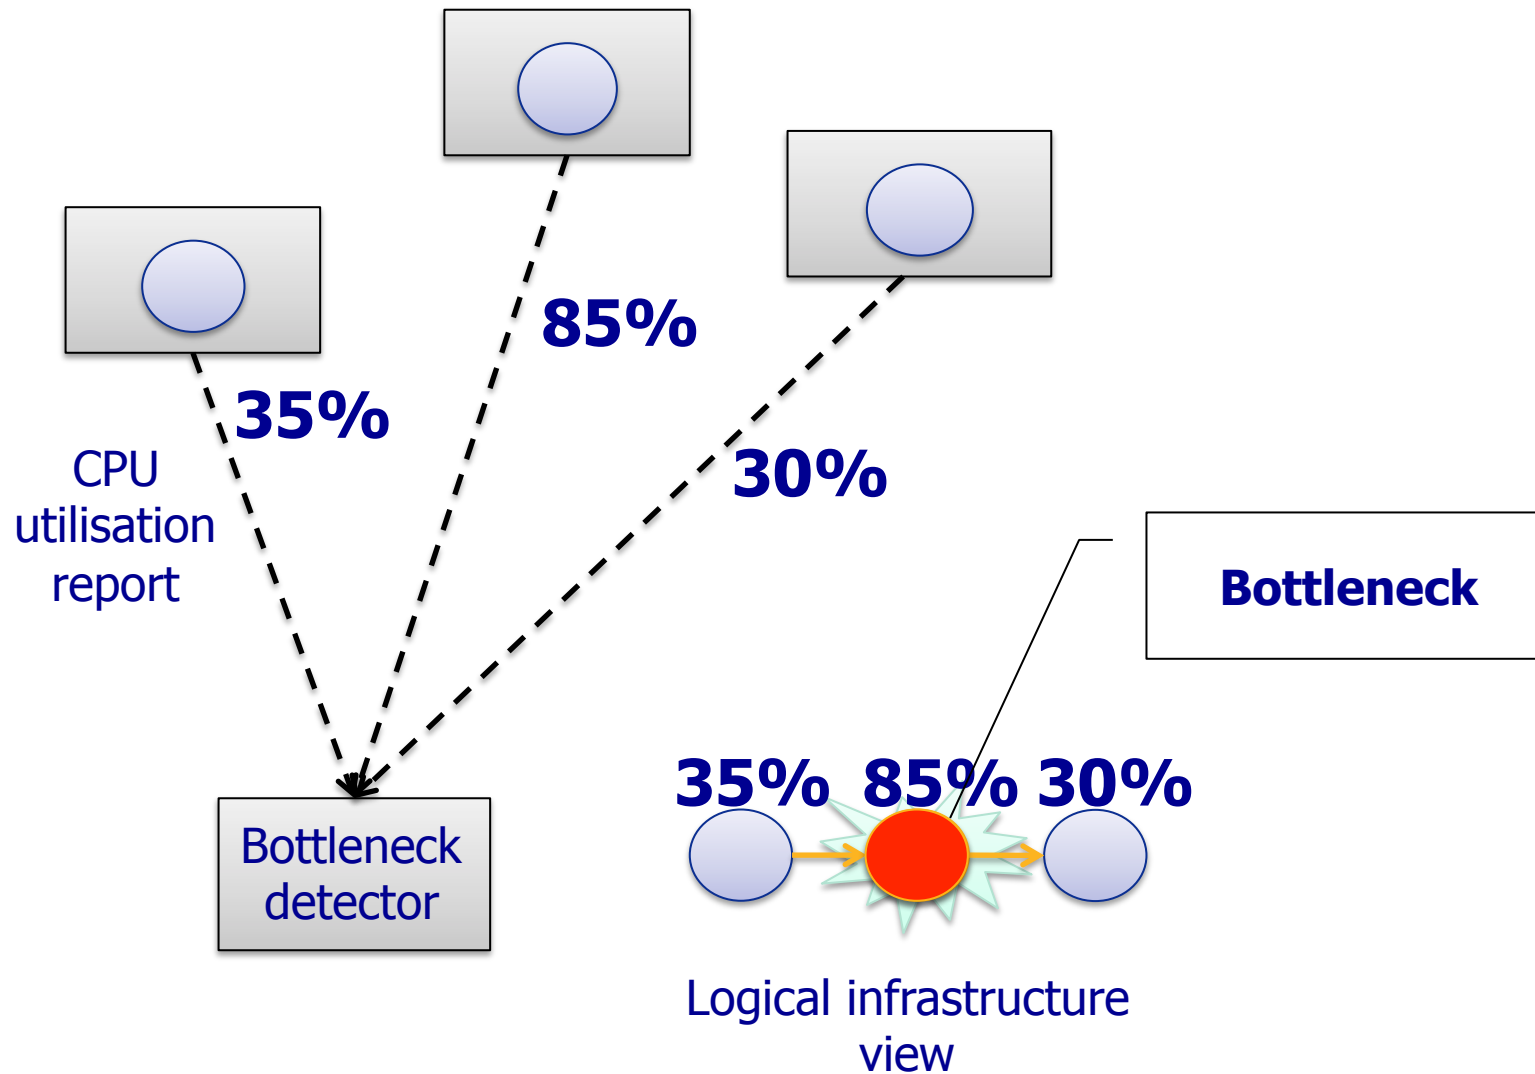 85%
35%
30%
CPU
utilisation
report
Bottleneck
35% 85% 30%
Bottleneck
detector
Logical infrastructure
view